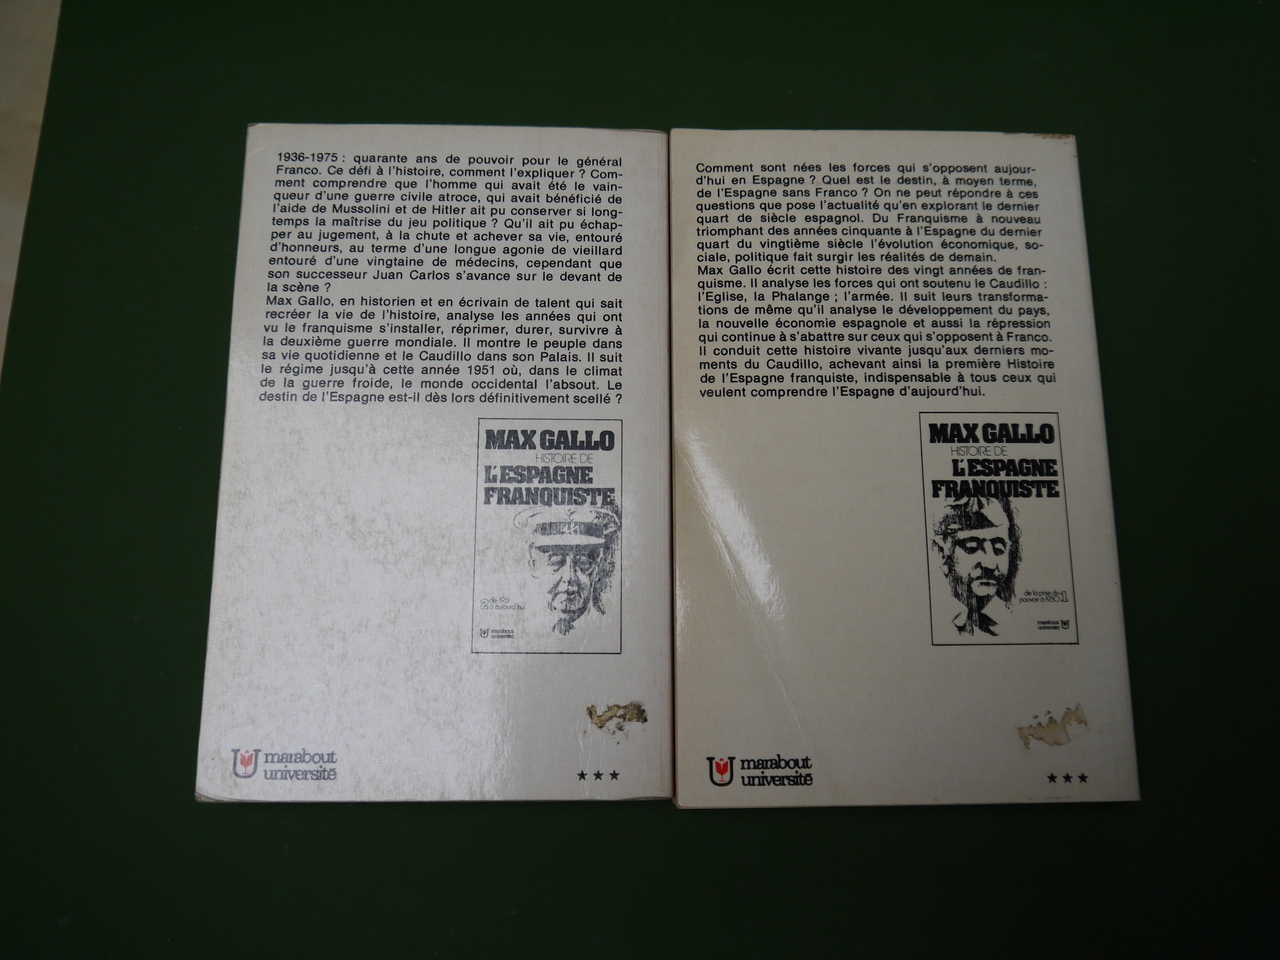 1936-1975 : quarante ans de pouvoir pour le général
Franco. Ce défi à l'histoire, comment l'expliquer ? Com-
ment comprendre que l'homme qui avait été le vain-
queur d'une guerre civile atroce, qui avait bénéficié de
l'aide de Mussolini et de Hitler ait pu conserver si long-
temps la maîtrise du jeu politique ? Qu'il ait pu échap-
per au jugement, à la chute et achever sa vie, entouré
d'honneurs, au terme d'une longue agonie de vieillard
entouré d'une vingtaine de médecins, cependant que
son successeur Juan Carlos s'avance sur le devant de
la scène ?
Max Gallo, en historien et en écrivain de talent qui sait
recréer la vie de l'histoire, analyse les années qui ont
vu le franquisme s'installer, réprimer, durer, survivre à
la deuxième guerre mondiale. Il montre le peuple dans
sa vie quotidienne et le Caudillo dans son Palais. Il suit
le régime jusqu'à cette année 1951 où, dans le climat
de la guerre froide, le monde occidental l'absout. Le
destin de l'Espagne est-il dès lors définitivement scellé ?
MAX GALLO
HISTOIRE DE
L'ESPAGNE
FRANQUISTE
2 de 1951
à aujourd'hui
marabout
université
marabout
université
★ ★ ★
Comment sont nées les forces qui s'opposent aujour-
d'hui en Espagne ? Quel est le destin, à moyen terme,
de l'Espagne sans Franco ? On ne peut répondre à ces
questions que pose l'actualité qu'en explorant le dernier
quart de siècle espagnol. Du Franquisme à nouveau
triomphant des années cinquante à l'Espagne du dernier
quart du vingtième siècle l'évolution économique, so-
ciale, politique fait surgir les réalités de demain.
Max Gallo écrit cette histoire des vingt années de fran-
quisme. Il analyse les forces qui ont soutenu le Caudillo :
l'Eglise, la Phalange ; l'armée. Il suit leurs transforma-
tions de même qu'il analyse le développement du pays,
la nouvelle économie espagnole et aussi la répression
qui continue à s'abattre sur ceux qui s'opposent à Franco.
Il conduit cette histoire vivante jusqu'aux derniers mo-
ments du Caudillo, achevant ainsi la première Histoire
de l'Espagne franquiste, indispensable à tous ceux qui
veulent comprendre l'Espagne d'aujourd'hui.
MAX GALLO
HISTOIRE DE
L'ESPAGNE
FRANQUISTE
de la prise du
pouvoir à 1950 1
marabout
université
marabout
université
★ ★ ★